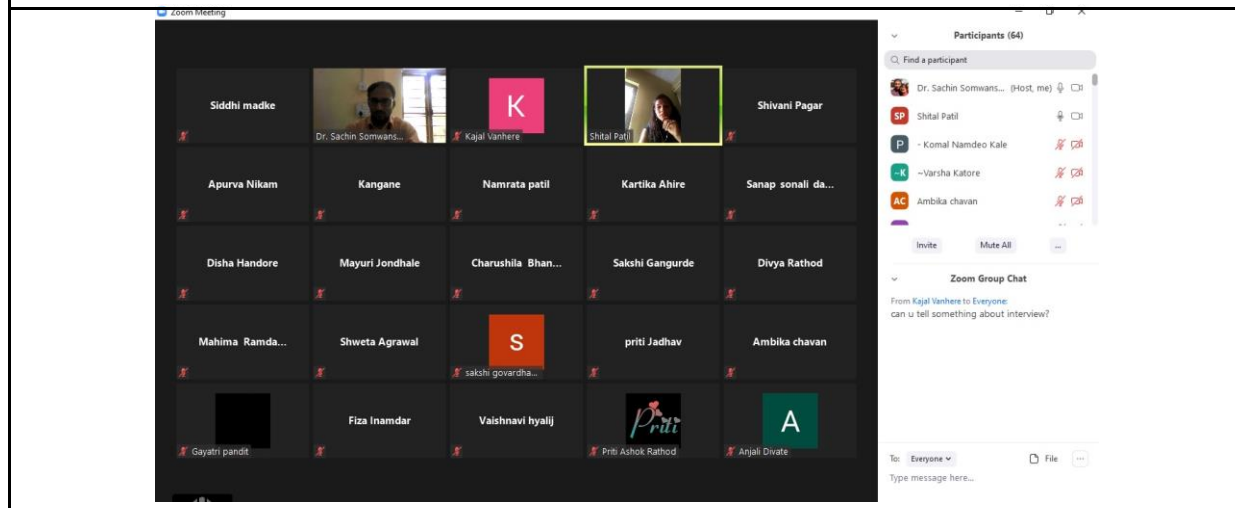 Zoom Meeting
Siddhi madke
Dr. Sachin Somwans...
K
Kajal Vanhere
Shital Patil
Shivani Pagar
Apurva Nikam
Kangane
Namrata patil
Kartika Ahire
Sanap sonali da...
Disha Handore
Mayuri Jondhale
Charushila Bhan...
Sakshi Gangurde
Divya Rathod
Mahima Ramda...
Shweta Agrawal
S
sakshi govardha...
priti Jadhav
Ambika chavan
Gayatri pandit
Fiza Inamdar
Vaishnavi hyalij
Priti
Priti Ashok Rathod
A
Anjali Divate
Participants (64)
Find a participant
Dr. Sachin Somwans... (Host, me)
SP Shital Patil
P - Komal Namdeo Kale
~K ~Varsha Katore
AC Ambika chavan
Invite Mute All ...
Zoom Group Chat
From Kajal Vanhere to Everyone:
can u tell something about interview?
To: Everyone File ...
Type message here...